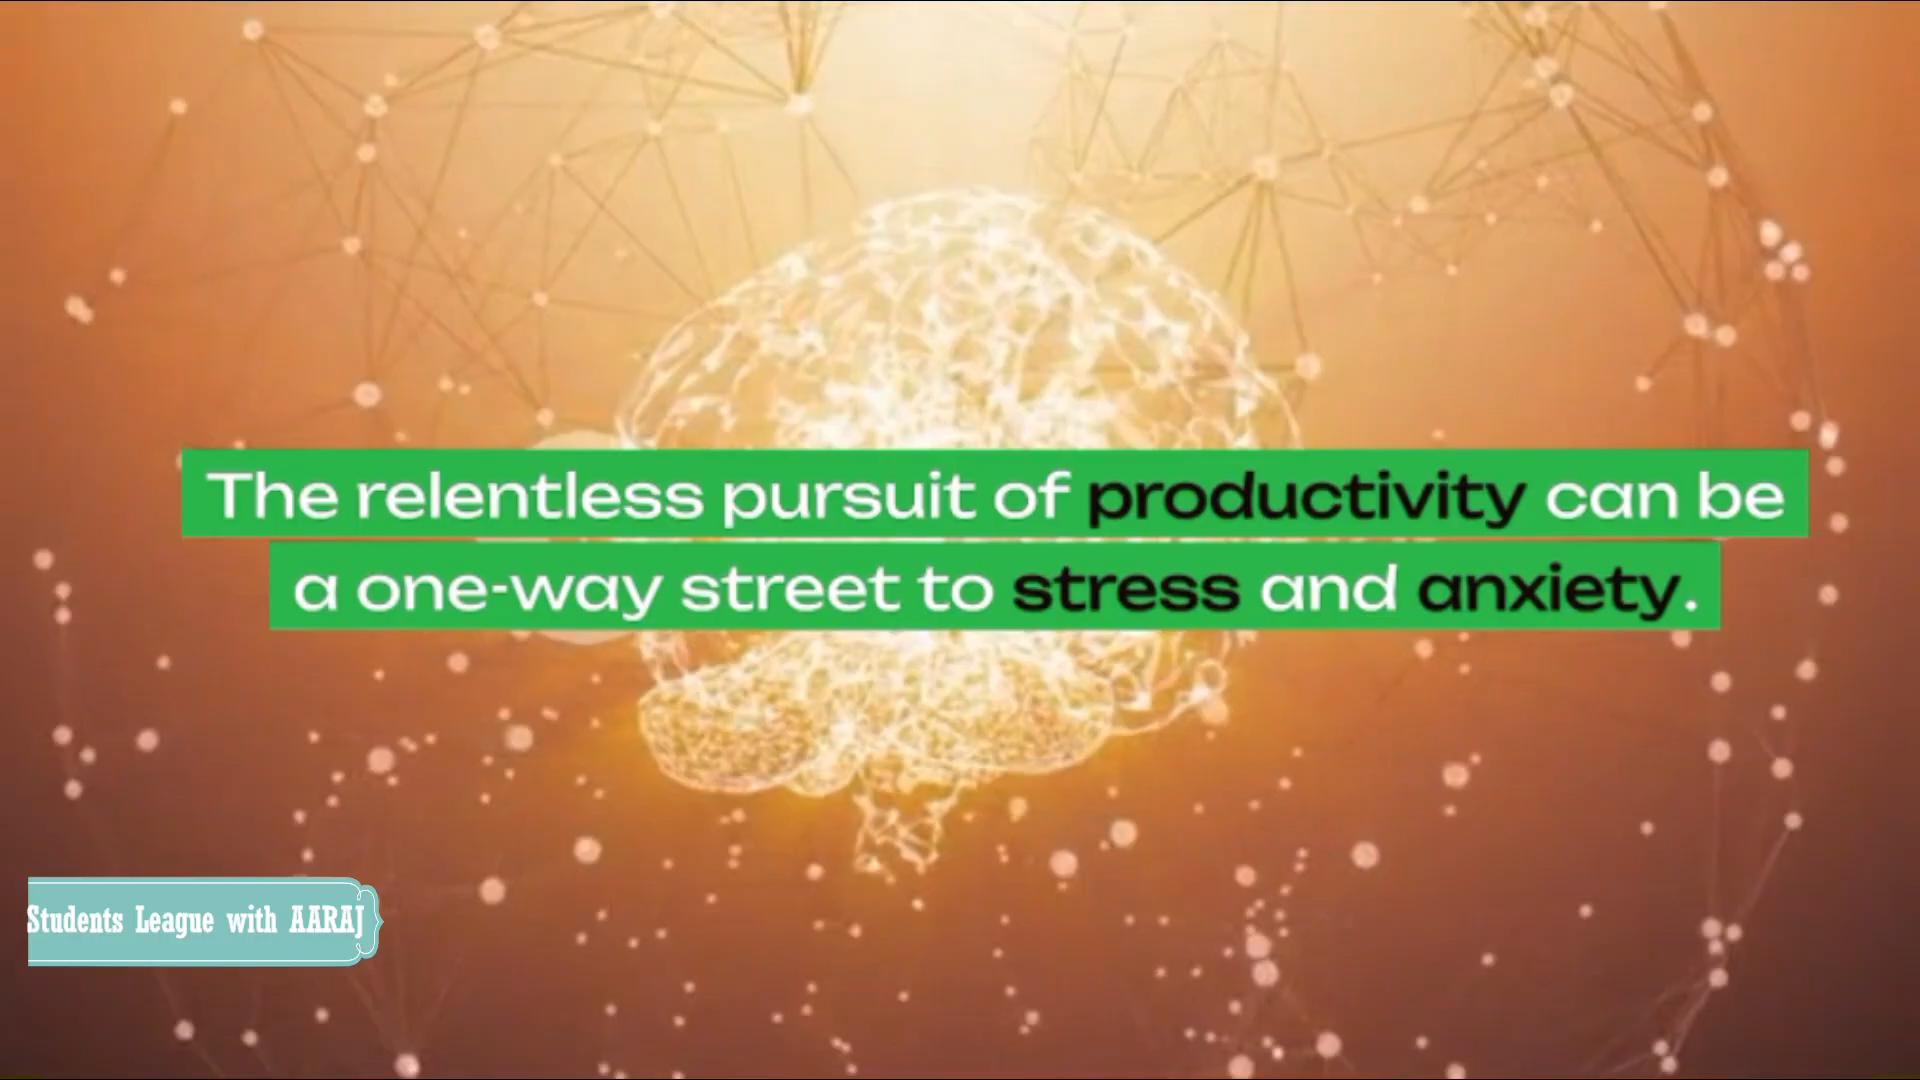 The relentless pursuit of productivity can be
a one-way street to stress and anxiety.
Students League with AARAJ